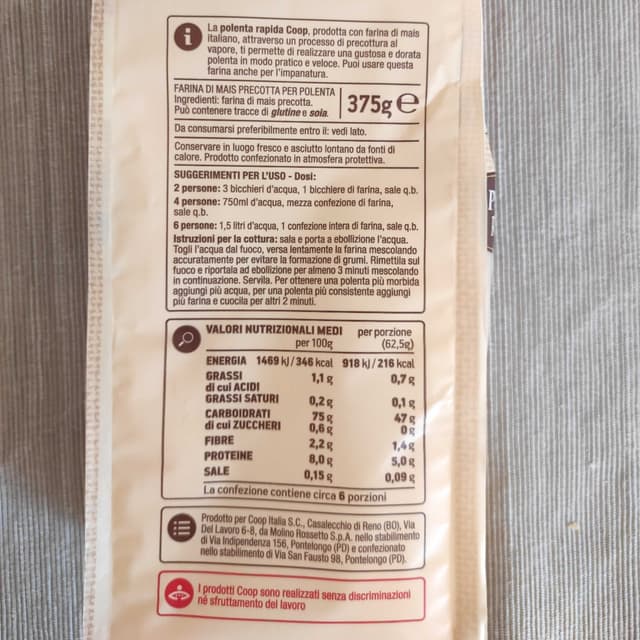 La polenta rapida Coop, prodotta con farina di mais
italiano, attraverso un processo di precottura al
vapore, ti permette di realizzare una gustosa e dorata
polenta in modo pratico e veloce. Puoi usare questa
farina anche per l'impanatura.
FARINA DI MAIS PRECOTTA PER POLENTA
Ingredienti: farina di mais precotta.
Può contenere tracce di glutine e soia.
375g e
Da consumarsi preferibilmente entro il: vedi lato.
Conservare in luogo fresco e asciutto lontano da fonti di
calore. Prodotto confezionato in atmosfera protettiva.
SUGGERIMENTI PER L'USO - Dosi:
2 persone: 3 bicchieri d'acqua, 1 bicchiere di farina, sale q.b.
4 persone: 750ml d'acqua, mezza confezione di farina,
sale q.b.
6 persone: 1,5 litri d'acqua, 1 confezione intera di farina, sale q.b.
Istruzioni per la cottura: sala e porta a ebollizione l'acqua.
Togli l'acqua dal fuoco, versa lentamente la farina mescolando
accuratamente per evitare la formazione di grumi. Rimettila sul
fuoco e riportala ad ebollizione per almeno 3 minuti mescolando
in continuazione. Servila. Per ottenere una polenta più morbida
aggiungi più acqua, per una polenta più consistente aggiungi
più farina e cuocila per altri 2 minuti.
VALORI NUTRIZIONALI MEDI per porzione
per 100g (62,5g)
ENERGIA 1469 kJ/346 kcal 918 kJ/216 kcal
GRASSI 1,1 g 0,7 g
di cui ACIDI
GRASSI SATURI 0,2 g 0,1 g
CARBOIDRATI 75 g 47 g
di cui ZUCCHERI 0,6 g 0 g
FIBRE 2,2 g 1,4 g
PROTEINE 8,0 g 5,0 g
SALE 0,15 g 0,09 g
La confezione contiene circa 6 porzioni
Prodotto per Coop Italia S.C., Casalecchio di Reno (BO), Via
Del Lavoro 6-8, da Molino Rossetto S.p.A. nello stabilimento
di Via Indipendenza 156, Pontelongo (PD) e confezionato
nello stabilimento di Via San Fausto 98, Pontelongo (PD).
I prodotti Coop sono realizzati senza discriminazioni
né sfruttamento del lavoro